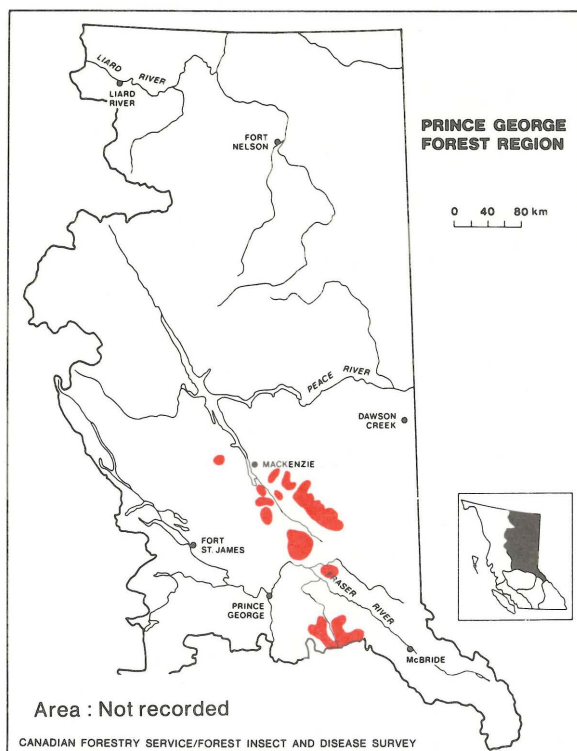 LIARD
RIVER
LIARD
RIVER
FORT
NELSON
PRINCE GEORGE
FOREST REGION
0 40 80 km
PEACE RIVER
DAWSON
CREEK
MACKENZIE
FORT
ST. JAMES
FRASER
RIVER
PRINCE
GEORGE
McBRIDE
Area : Not recorded
CANADIAN FORESTRY SERVICE/FOREST INSECT AND DISEASE SURVEY